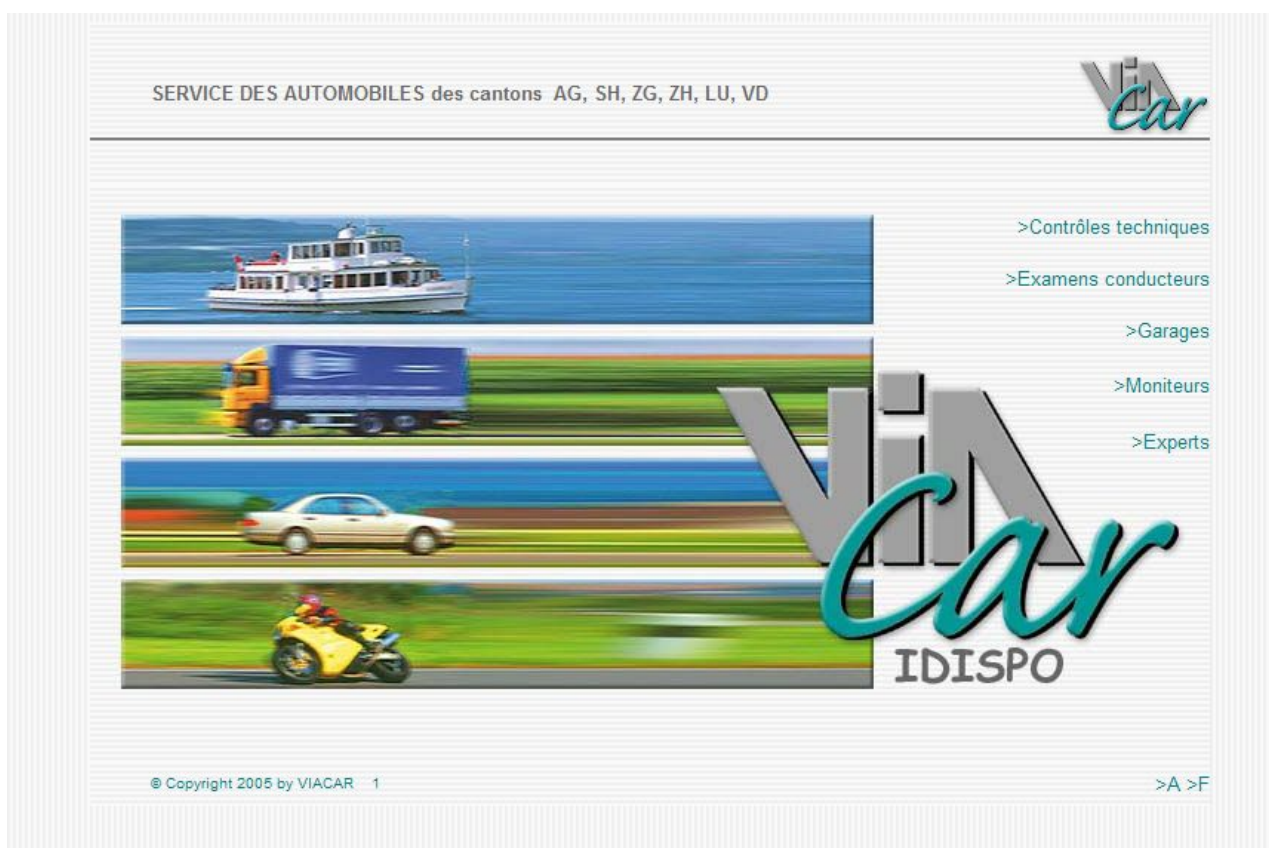 SERVICE DES AUTOMOBILES des cantons AG, SH, ZG, ZH, LU, VD
ViA
Car
>Contrôles techniques
>Examens conducteurs
>Garages
>Moniteurs
>Experts
ViA
Car
IDISPO
© Copyright 2005 by VIACAR 1
>A >F